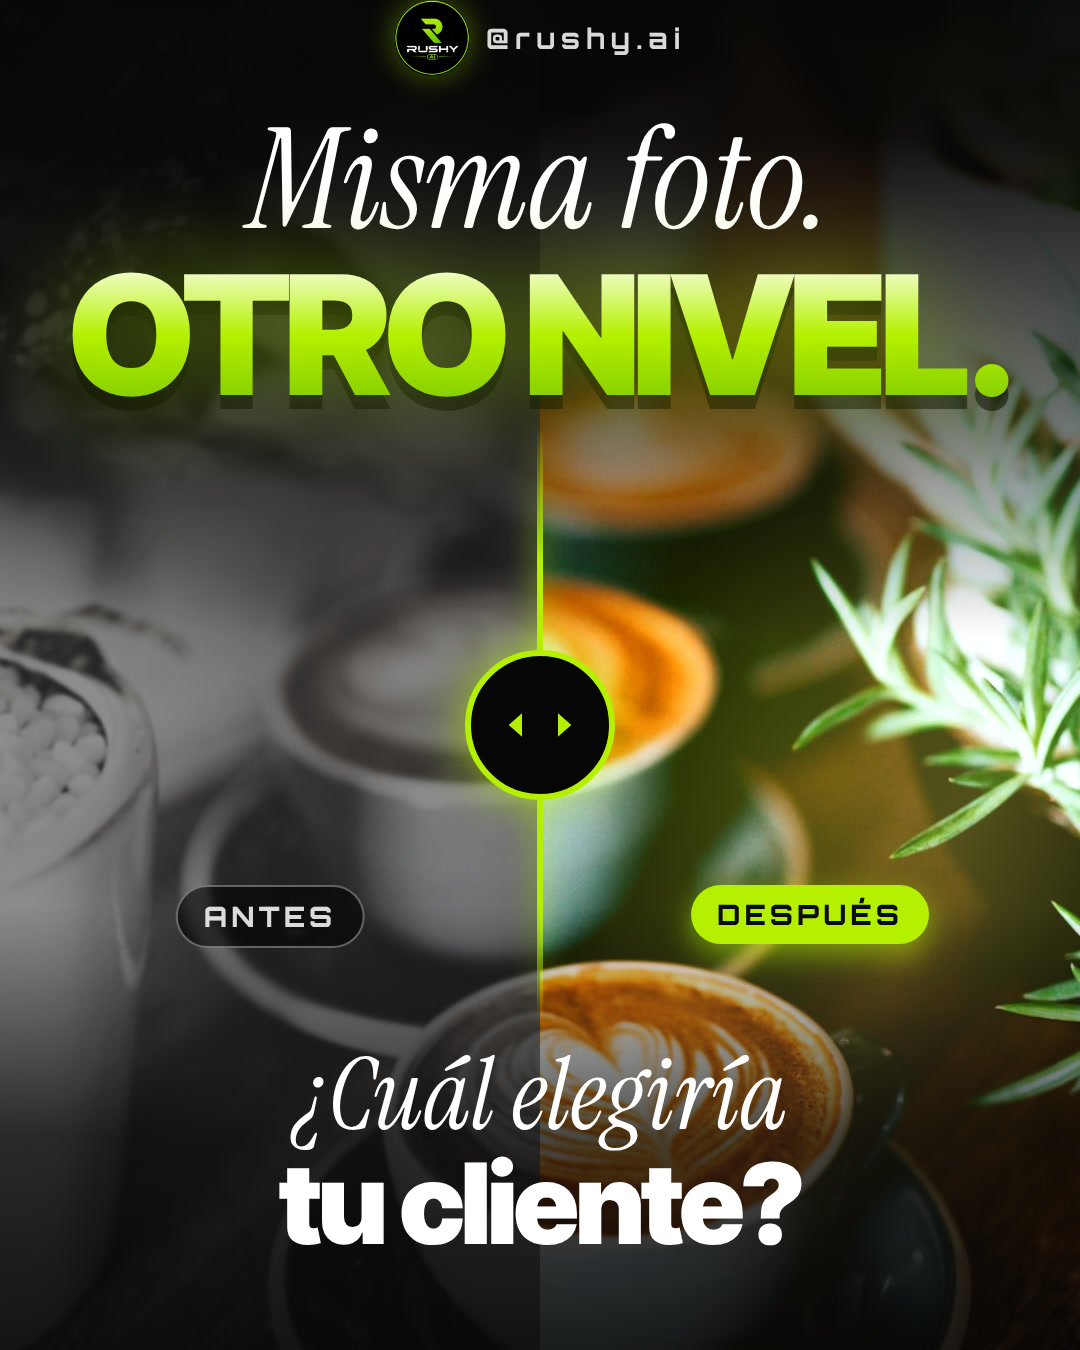 RUSHY
AI
@rushy.ai
Misma foto.
OTRO NIVEL.
ANTES
DESPUÉS
¿Cuál elegiría
tu cliente?